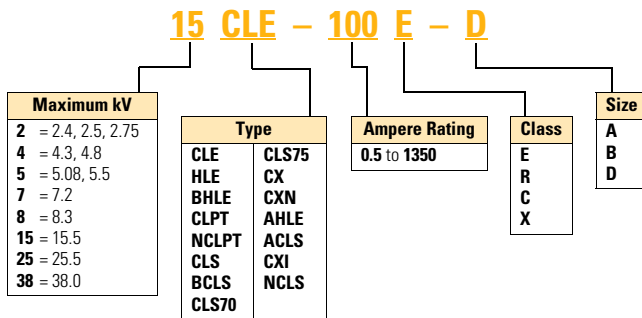 15 CLE – 100 E – D
Maximum kV
2 = 2.4, 2.5, 2.75
4 = 4.3, 4.8
5 = 5.08, 5.5
7 = 7.2
8 = 8.3
15 = 15.5
25 = 25.5
38 = 38.0
Type
CLE
HLE
BHLE
CLPT
NCLPT
CLS
BCLS
CLS70
CLS75
CX
CXN
AHLE
ACLS
CXI
NCLS
Ampere Rating
0.5 to 1350
Class
E
R
C
X
Size
A
B
D